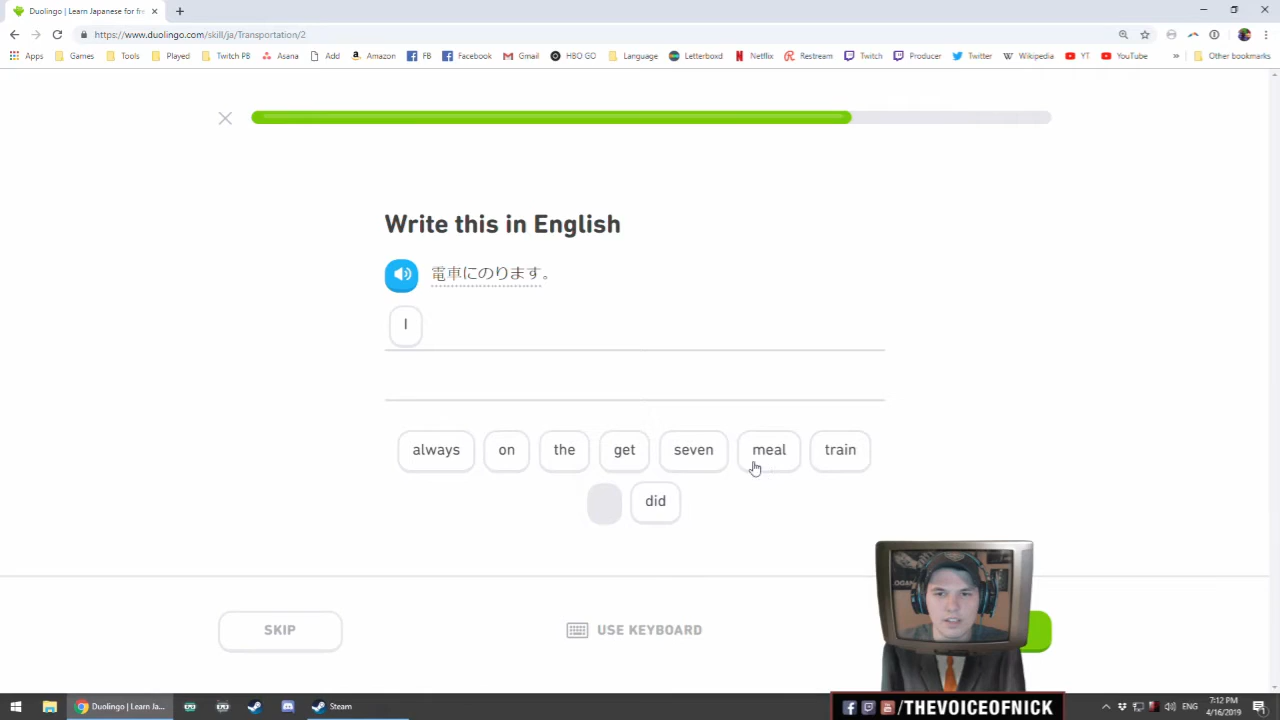 Duolingo | Learn Japanese for fr
https://www.duolingo.com/skill/ja/Transportation/2
Apps Games Tools Played Twitch PB Asana Add Amazon FB Facebook Gmail HBO GO Language Letterboxd Netflix Restream Twitch Producer Twitter Wikipedia YT YouTube » Other bookmarks
Write this in English
電車にのります。
I
always on the get seven meal train
did
SKIP
USE KEYBOARD
/THEVOICEOFNICK
Duolingo | Learn Ja...
Steam
ENG
7:12 PM
4/16/2019